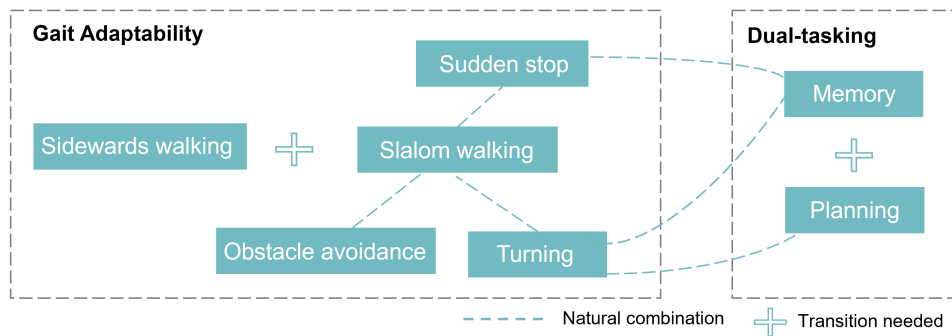 Gait Adaptability
Dual-tasking
Sudden stop
Memory
Sidewards walking
Slalom walking
Planning
Obstacle avoidance
Turning
Natural combination
Transition needed